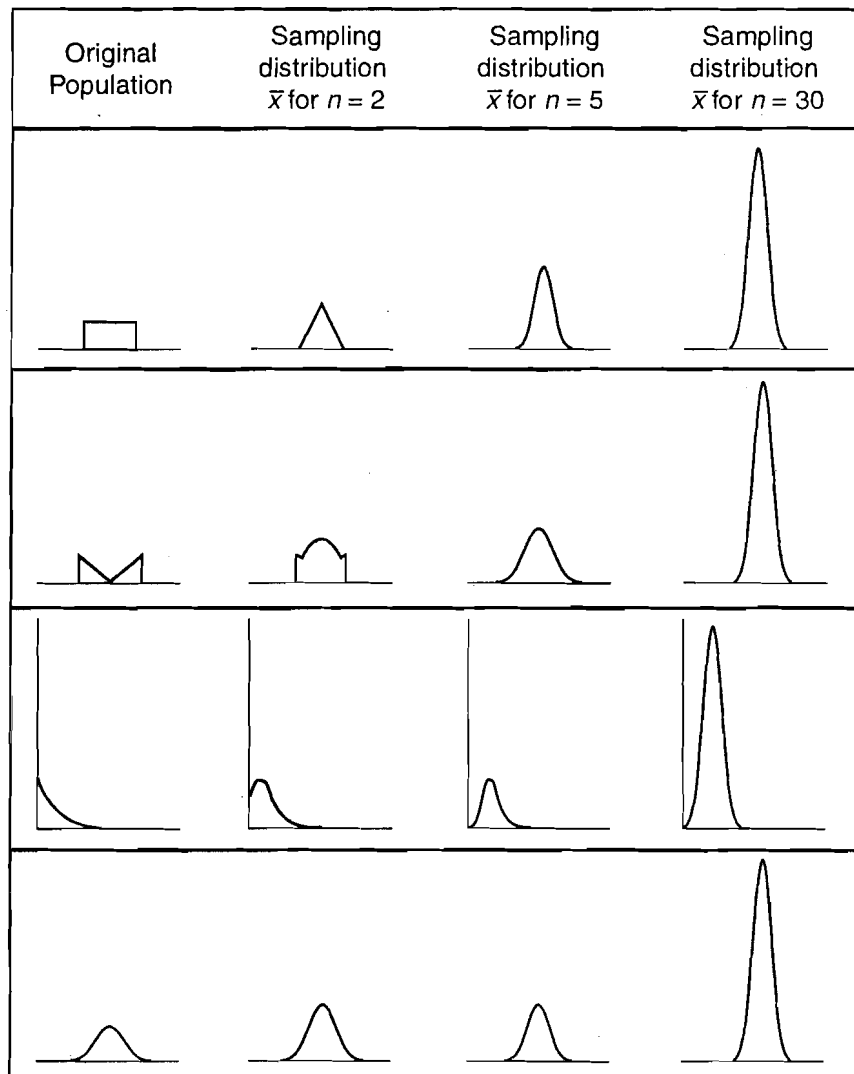 Original
Population
Sampling
distribution
x̄ for n = 2
Sampling
distribution
x̄ for n = 5
Sampling
distribution
x̄ for n = 30